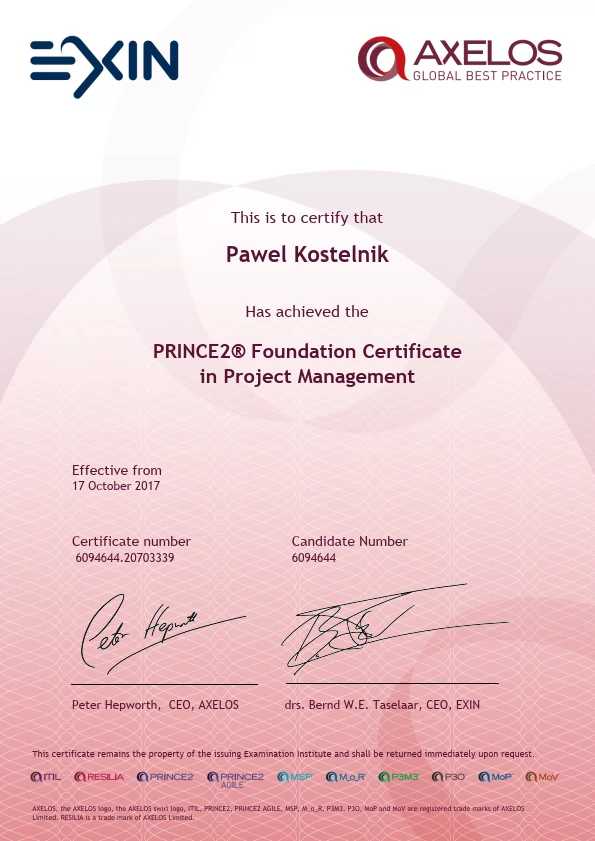 EXIN
AXELOS
GLOBAL BEST PRACTICE
This is to certify that
Pawel Kostelnik
Has achieved the
PRINCE2® Foundation Certificate
in Project Management
Effective from
17 October 2017
Certificate number
6094644.20703339
Candidate Number
6094644
Peter Hepworth
Peter Hepworth, CEO, AXELOS
drs. Bernd W.E. Taselaar, CEO, EXIN
This certificate remains the property of the issuing Examination Institute and shall be returned immediately upon request.
ITIL® RESILIA PRINCE2® PRINCE2 AGILE® MSP® M_o_R® P3M3® P3O® MoP® MoV®
AXELOS, the AXELOS logo, the AXELOS swirl logo, ITIL, PRINCE2, PRINCE2 AGILE, MSP, M_o_R, P3M3, P3O, MoP and MoV are registered trade marks of AXELOS
Limited. RESILIA is a trade mark of AXELOS Limited.